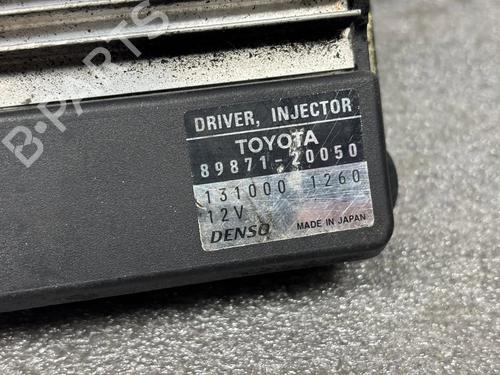 B-PARTS
DRIVER, INJECTOR
TOYOTA
89871-20050
131000 1260
12V
DENSO MADE IN JAPAN